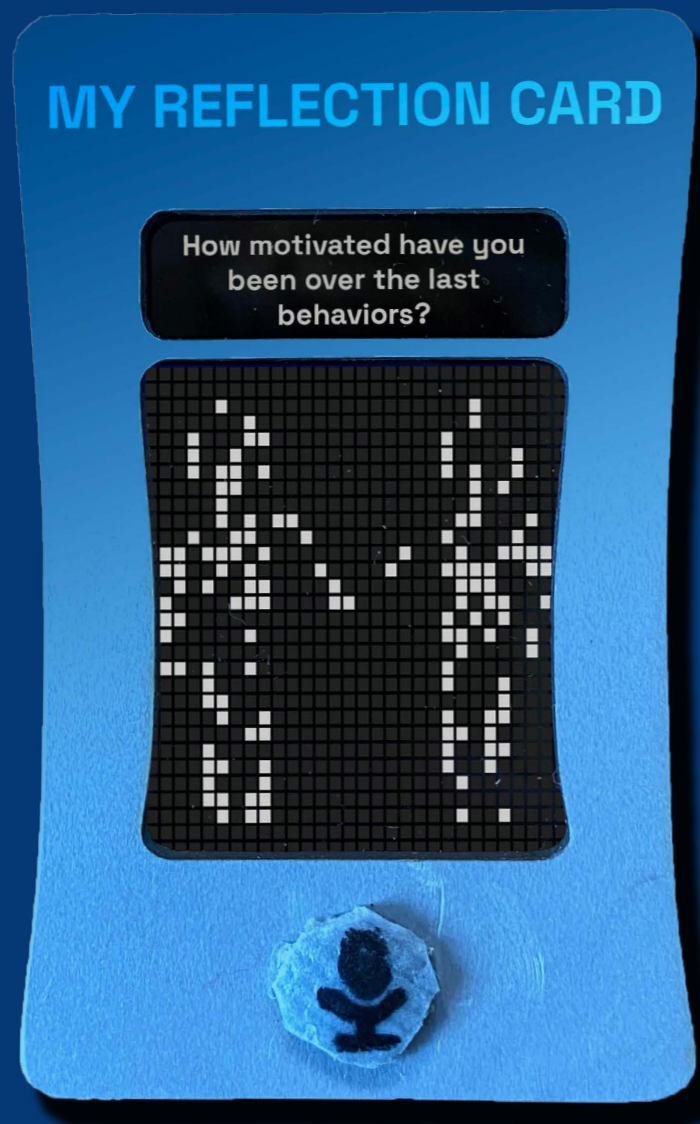 MY REFLECTION CARD
How motivated have you
been over the last
behaviors?